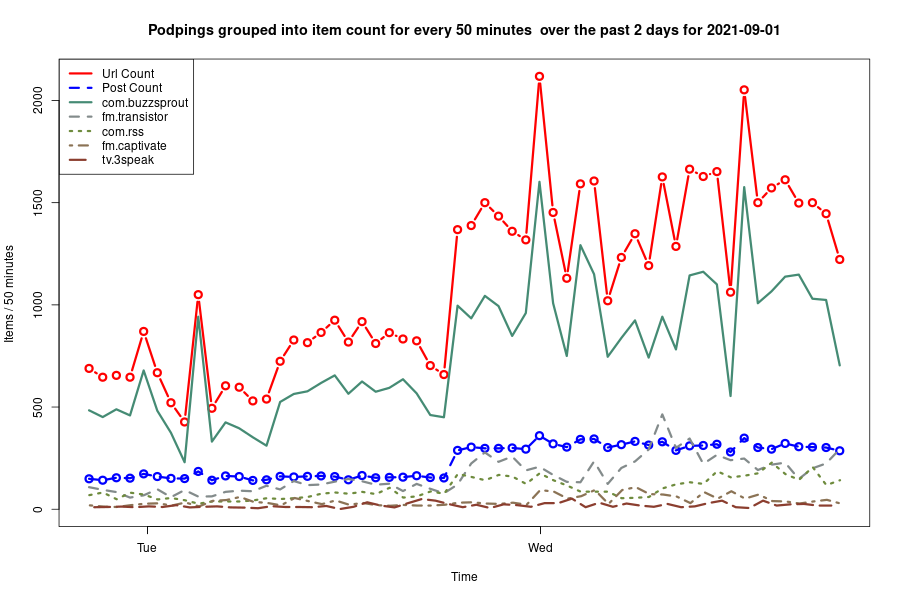 Podpings grouped into item count for every 50 minutes  over the past 2 days for 2021-09-01
Url Count
Post Count
com.buzzsprout
fm.transistor
com.rss
fm.captivate
tv.3speak
Items / 50 minutes
2000
1500
1000
500
0
Tue
Wed
Time